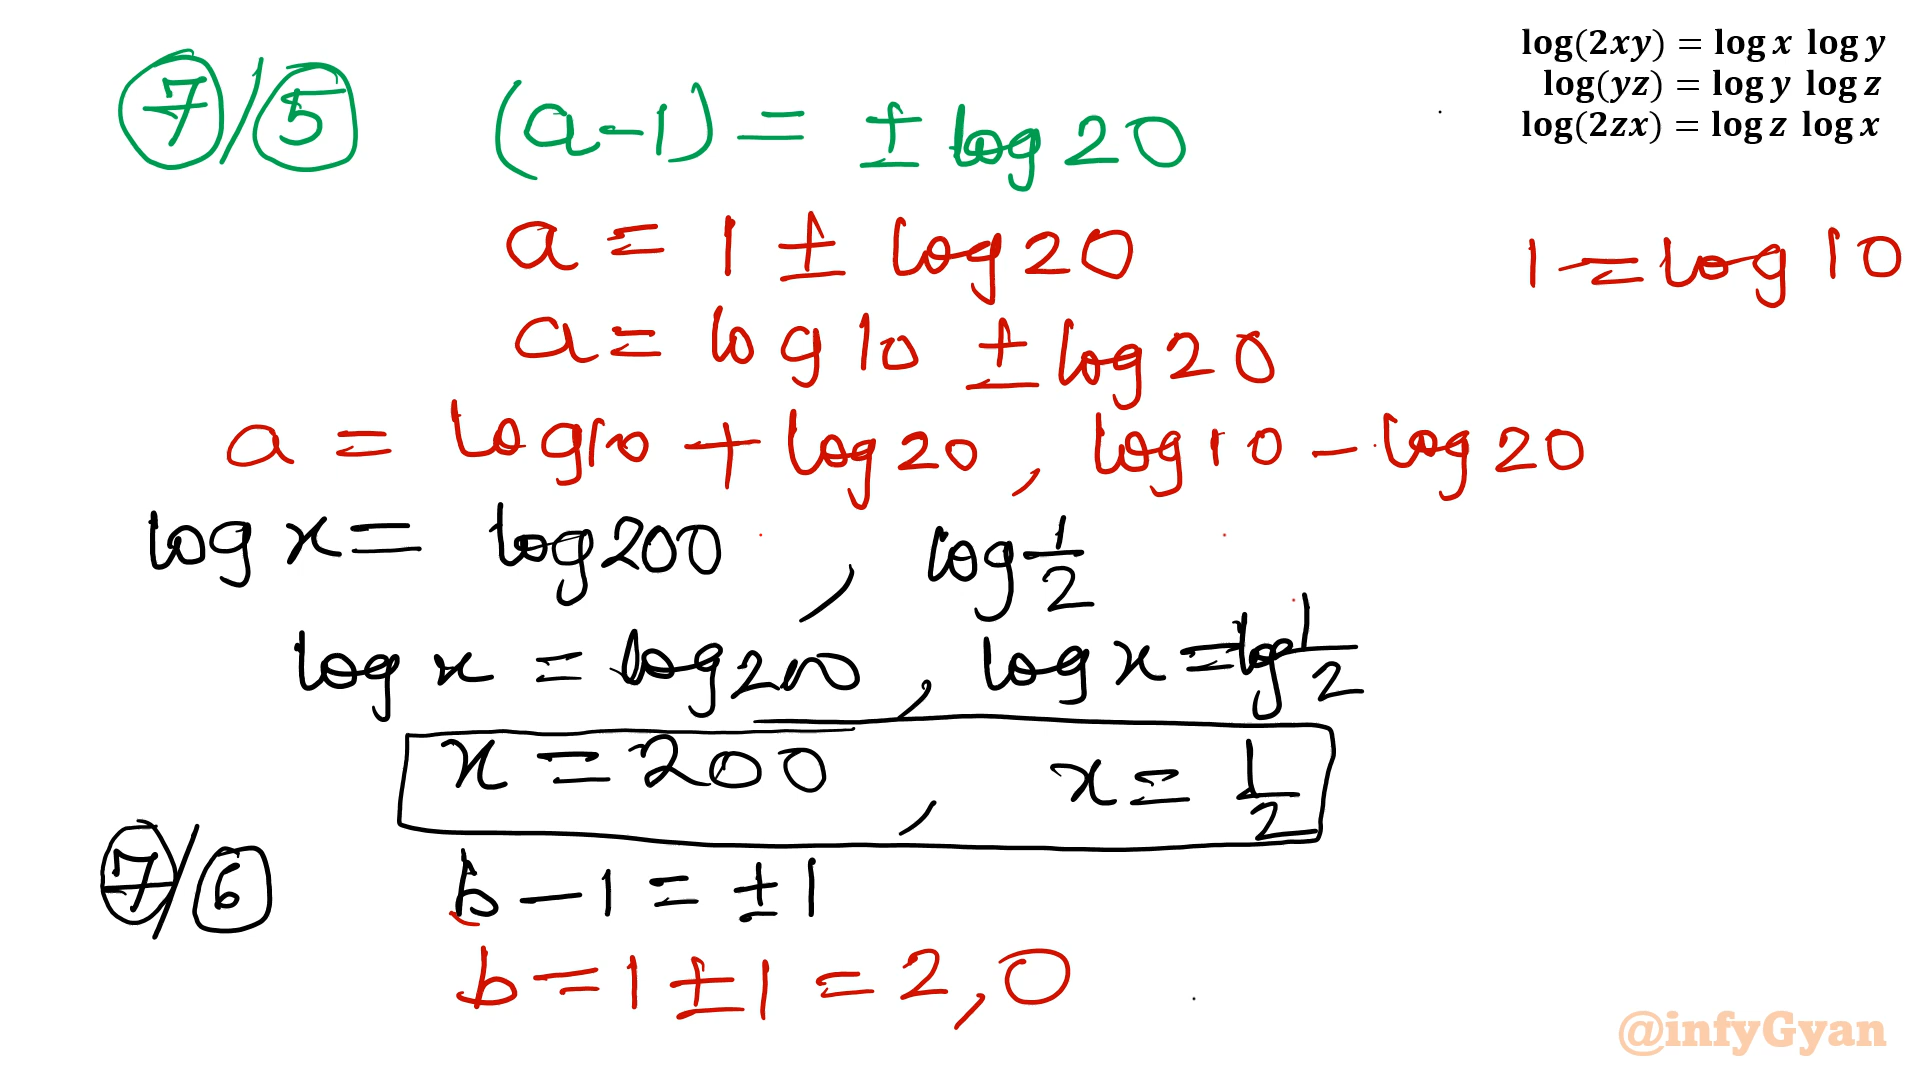 log(2xy) = log x log y
log(yz) = log y log z
log(2zx) = log z log x
7/5 (a-1) = ± log 20
a = 1 ± log 20
1 = log 10
a = log 10 ± log 20
a = log 10 + log 20 , log 10 - log 20
log x = log 200 , log 1/2
log x = log 200 , log x = log 1/2
x = 200 , x = 1/2
7/6 b - 1 = ± 1
b = 1 ± 1 = 2, 0
@infyGyan